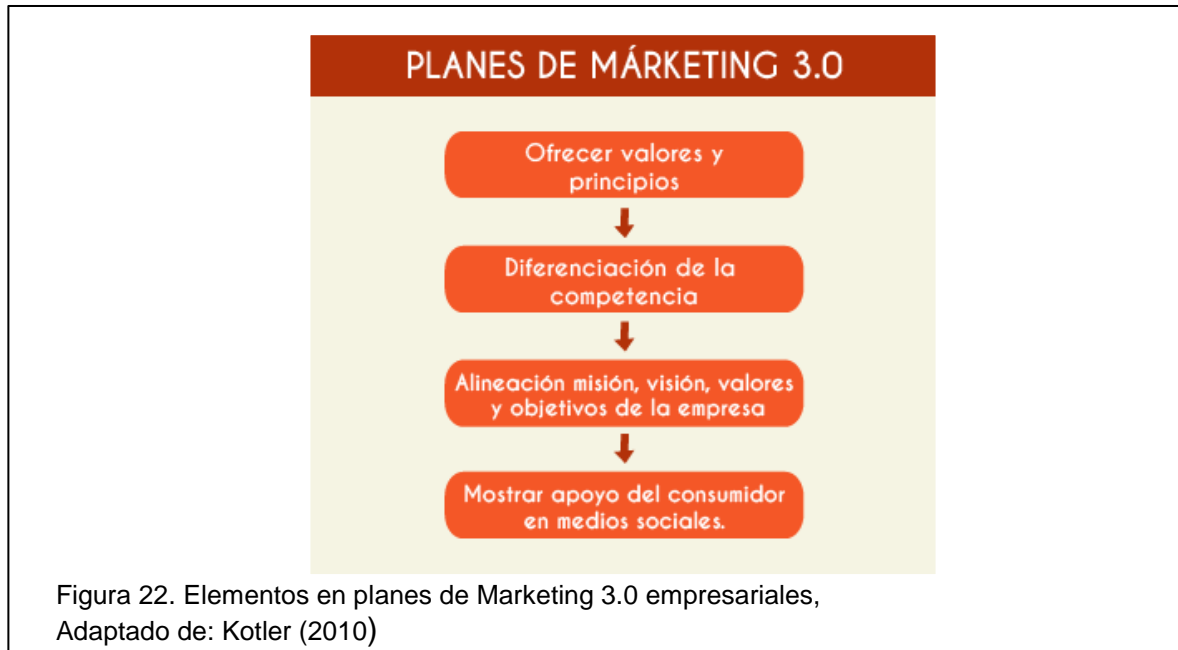 PLANES DE MÁRKETING 3.0
Ofrecer valores y
principios
Diferenciación de la
competencia
Alineación misión, visión, valores
y objetivos de la empresa
Mostrar apoyo del consumidor
en medios sociales.
Figura 22. Elementos en planes de Marketing 3.0 empresariales,
Adaptado de: Kotler (2010)